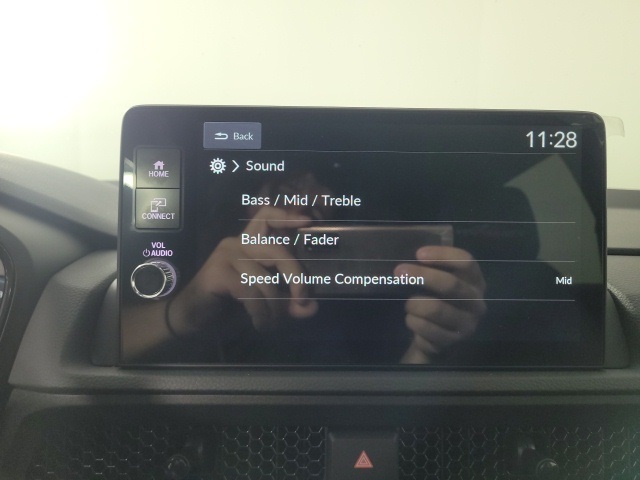 Back
11:28
Sound
HOME
CONNECT
VOL
AUDIO
Bass / Mid / Treble
Balance / Fader
Speed Volume Compensation Mid